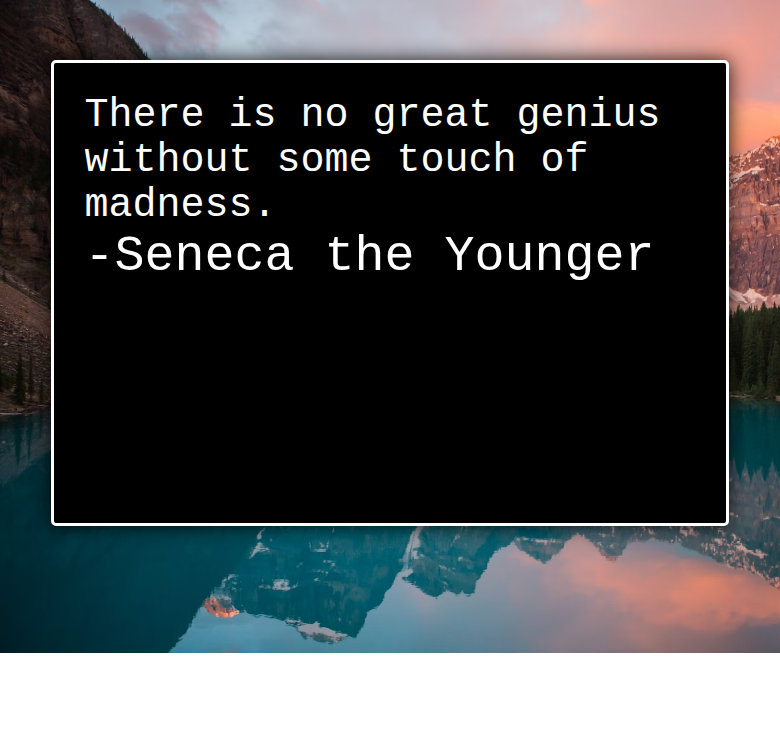 There is no great genius
without some touch of
madness.
-Seneca the Younger